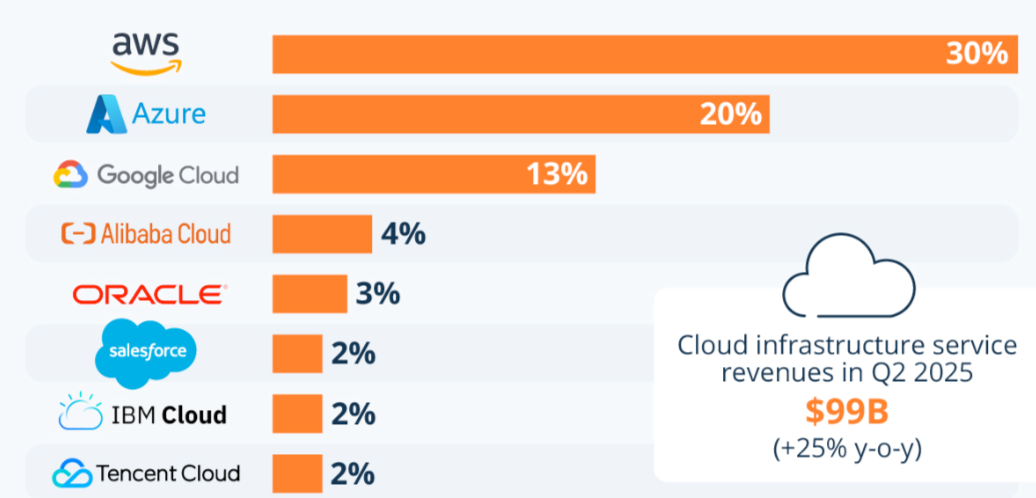 aws 30%
Azure 20%
Google Cloud 13%
Alibaba Cloud 4%
ORACLE® 3%
salesforce 2%
IBM Cloud 2%
Tencent Cloud 2%
Cloud infrastructure service
revenues in Q2 2025
$99B
(+25% y-o-y)